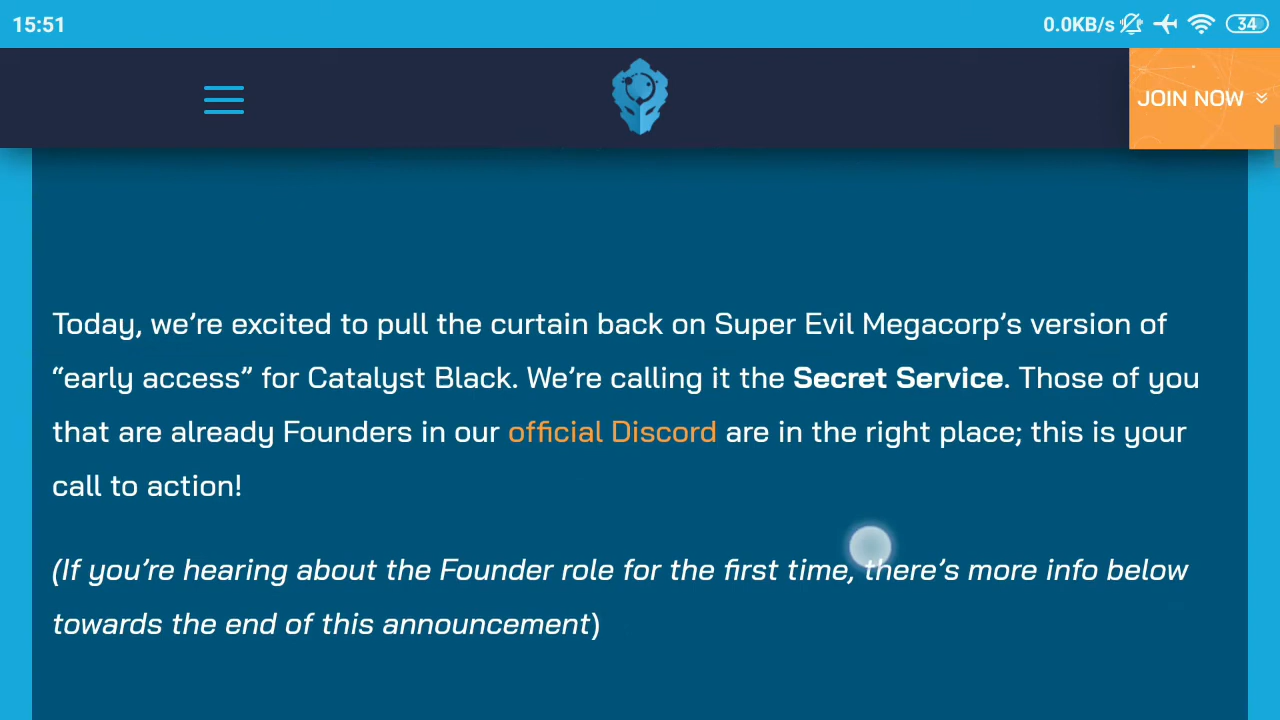 15:51
0.0KB/s
34
JOIN NOW
Today, we’re excited to pull the curtain back on Super Evil Megacorp’s version of
“early access” for Catalyst Black. We’re calling it the Secret Service. Those of you
that are already Founders in our official Discord are in the right place; this is your
call to action!
(If you’re hearing about the Founder role for the first time, there’s more info below
towards the end of this announcement)